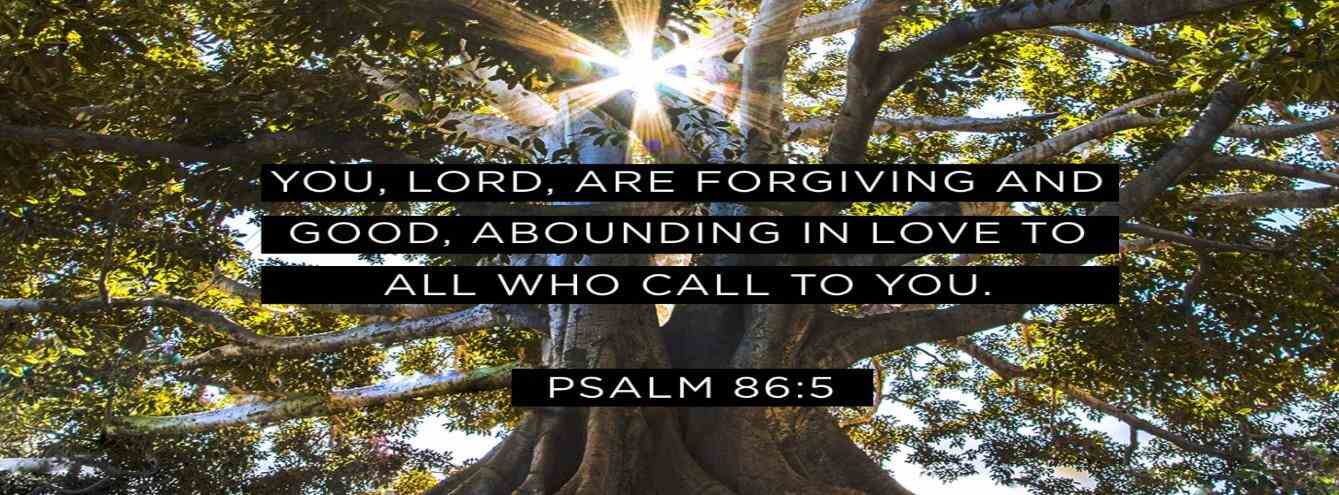 YOU, LORD, ARE FORGIVING AND
GOOD, ABOUNDING IN LOVE TO
ALL WHO CALL TO YOU.
PSALM 86:5